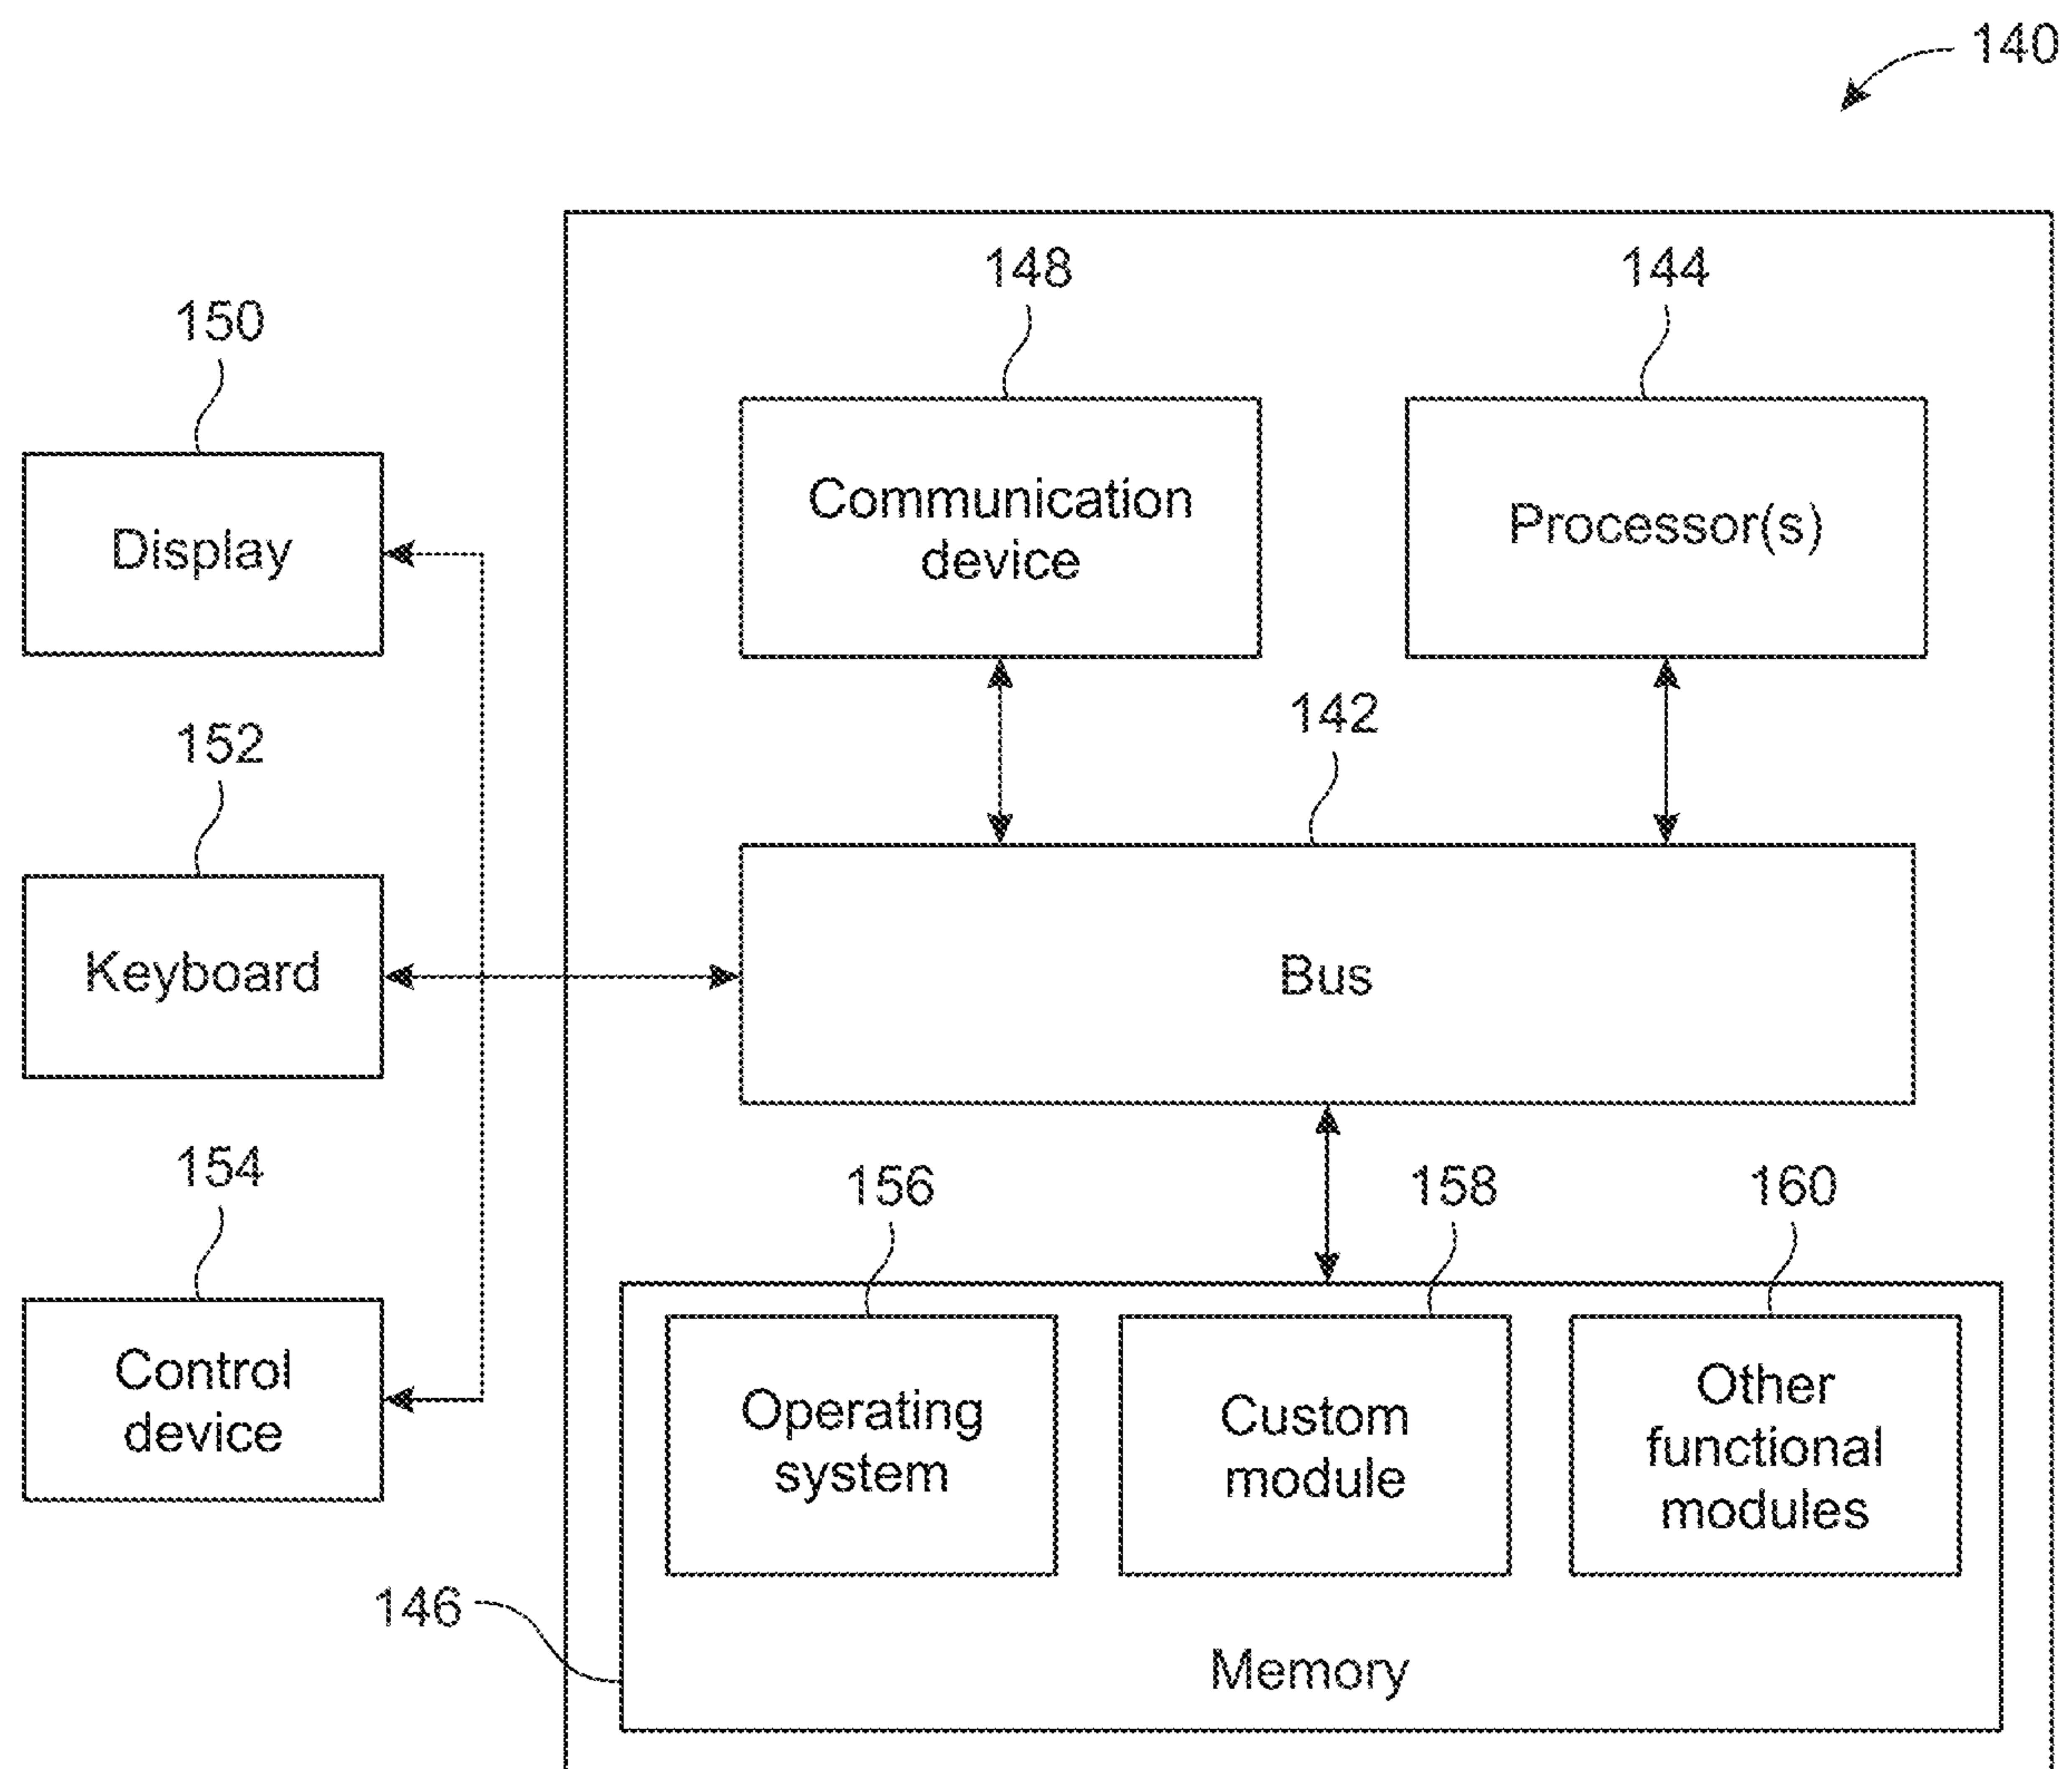 140
148
144
150
Communication
device
Processor(s)
Display
142
152
Bus
Keyboard
154
156
158
160
Control
device
Operating
system
Custom
module
Other
functional
modules
146
Memory